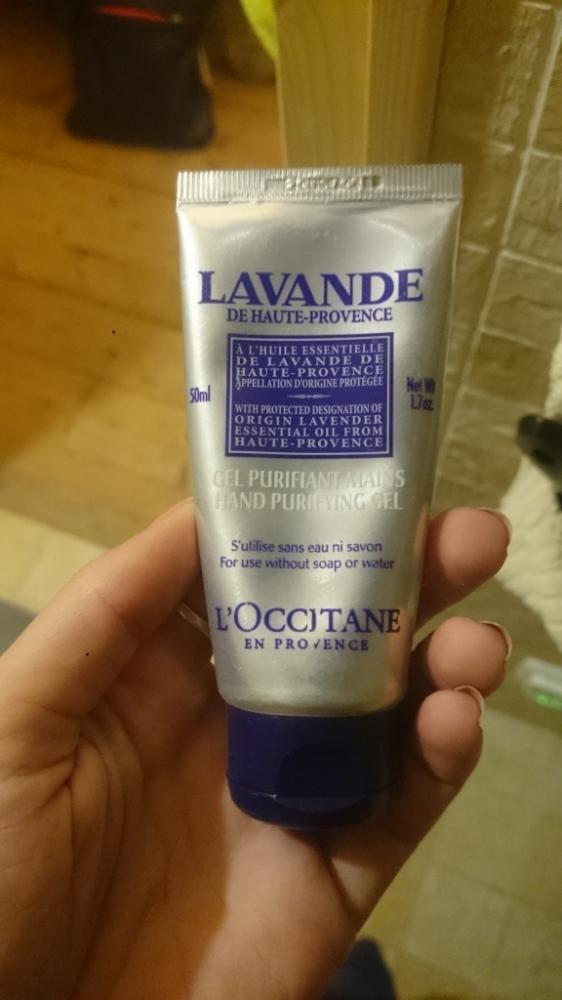 LAVANDE
DE HAUTE-PROVENCE
À L'HUILE ESSENTIELLE
DE LAVANDE DE
HAUTE-PROVENCE
APPELLATION D'ORIGINE PROTÉGÉE
50ml
Net Wt
1.7oz.
WITH PROTECTED DESIGNATION OF
ORIGIN LAVENDER
ESSENTIAL OIL FROM
HAUTE-PROVENCE
GEL PURIFIANT MAINS
HAND PURIFYING GEL
S'utilise sans eau ni savon
For use without soap or water
L'OCCITANE
EN PROVENCE